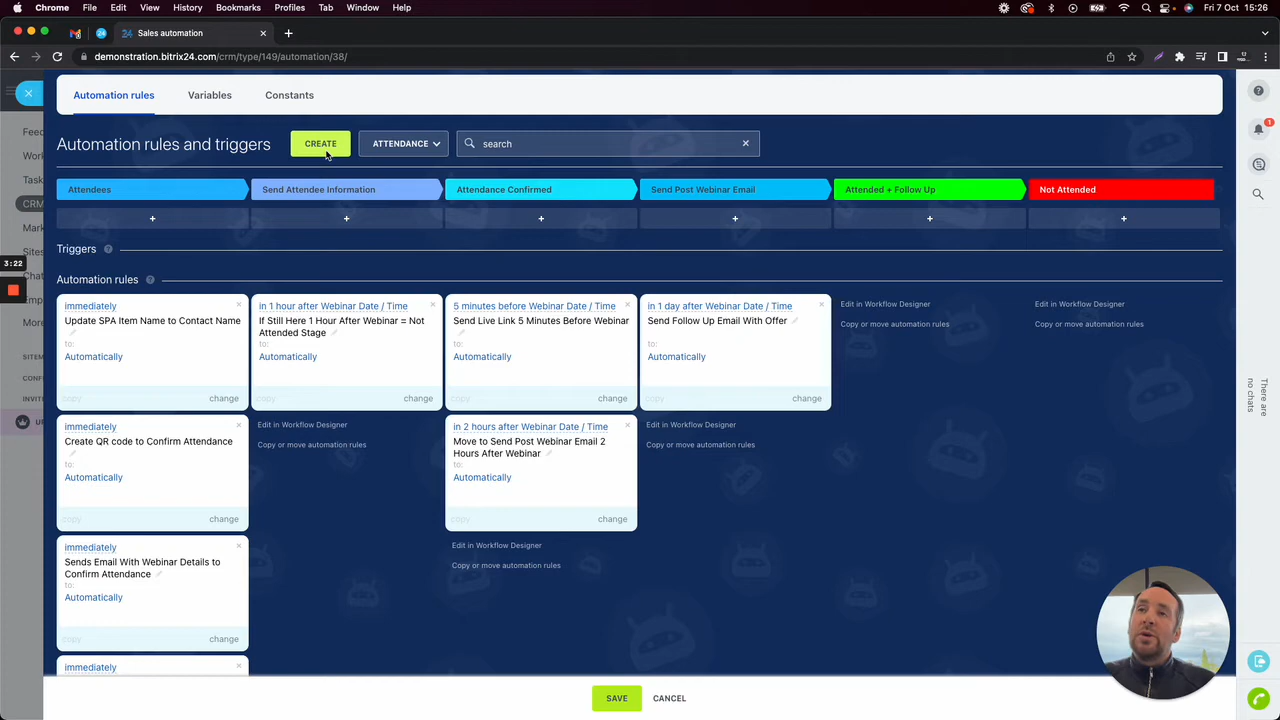 Chrome File Edit View History Bookmarks Profiles Tab Window Help
Fri 7 Oct 15:26
24
24 Sales automation
demonstration.bitrix24.com/crm/type/149/automation/38/
Automation rules Variables Constants
Automation rules and triggers CREATE ATTENDANCE search
Attendees Send Attendee Information Attendance Confirmed Send Post Webinar Email Attended + Follow Up Not Attended
+ + + + + +
Triggers ?
Automation rules ?
Feed
Work
CRM
3:22
immediately
Update SPA Item Name to Contact Name
to:
Automatically
copy change
immediately
Create QR code to Confirm Attendance
to:
Automatically
copy change
immediately
Sends Email With Webinar Details to
Confirm Attendance
to:
Automatically
copy change
immediately
in 1 hour after Webinar Date / Time
If Still Here 1 Hour After Webinar = Not
Attended Stage
to:
Automatically
copy change
Edit in Workflow Designer
Copy or move automation rules
5 minutes before Webinar Date / Time
Send Live Link 5 Minutes Before Webinar
to:
Automatically
copy change
in 2 hours after Webinar Date / Time
Move to Send Post Webinar Email 2
Hours After Webinar
to:
Automatically
copy change
Edit in Workflow Designer
Copy or move automation rules
in 1 day after Webinar Date / Time
Send Follow Up Email With Offer
to:
Automatically
copy change
Edit in Workflow Designer
Copy or move automation rules
Edit in Workflow Designer
Copy or move automation rules
Edit in Workflow Designer
Copy or move automation rules
1
There are
no chats
SAVE CANCEL